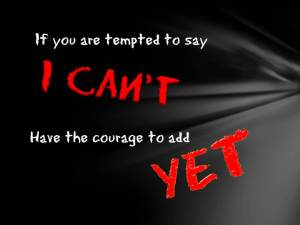 If you are tempted to say
I CAN'T
Have the courage to add
YET